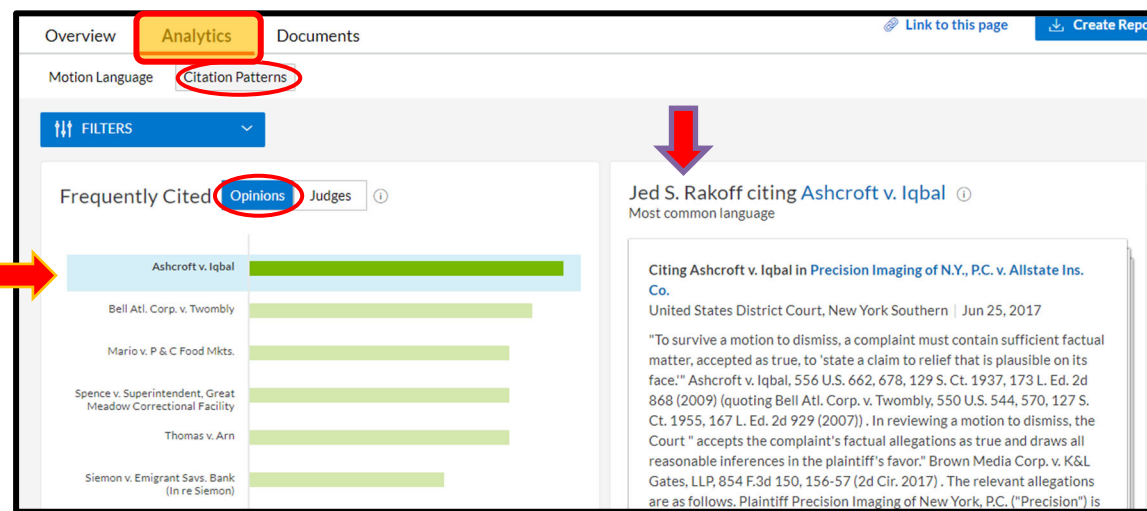 Overview Analytics Documents
Link to this page
Create Repo
Motion Language Citation Patterns
FILTERS
Frequently Cited Opinions Judges
Ashcroft v. Iqbal
Bell Atl. Corp. v. Twombly
Mario v. P & C Food Mkts.
Spence v. Superintendent, Great
Meadow Correctional Facility
Thomas v. Arn
Siemon v. Emigrant Savs. Bank
(In re Siemon)
Jed S. Rakoff citing Ashcroft v. Iqbal
Most common language
Citing Ashcroft v. Iqbal in Precision Imaging of N.Y., P.C. v. Allstate Ins.
Co.
United States District Court, New York Southern | Jun 25, 2017
"To survive a motion to dismiss, a complaint must contain sufficient factual
matter, accepted as true, to 'state a claim to relief that is plausible on its
face.'" Ashcroft v. Iqbal, 556 U.S. 662, 678, 129 S. Ct. 1937, 173 L. Ed. 2d
868 (2009) (quoting Bell Atl. Corp. v. Twombly, 550 U.S. 544, 570, 127 S.
Ct. 1955, 167 L. Ed. 2d 929 (2007)) . In reviewing a motion to dismiss, the
Court " accepts the complaint's factual allegations as true and draws all
reasonable inferences in the plaintiff's favor." Brown Media Corp. v. K&L
Gates, LLP, 854 F.3d 150, 156-57 (2d Cir. 2017) . The relevant allegations
are as follows. Plaintiff Precision Imaging of New York, P.C. ("Precision") is